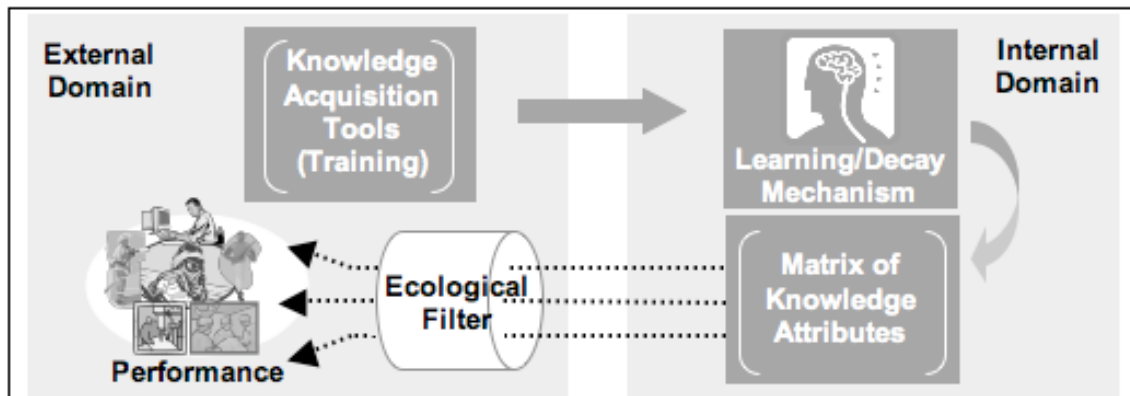 External
Domain
Knowledge
Acquisition
Tools
(Training)
Learning/Decay
Mechanism
Internal
Domain
Matrix of
Knowledge
Attributes
Ecological
Filter
Performance